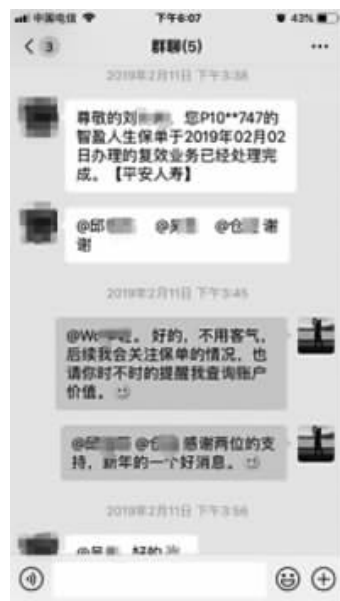 中国电信 下午6:07 43%
3 群聊(5)
2019年2月11日 下午3:38
尊敬的刘 您P10**747的
智盈人生保单于2019年02月02
日办理的复效业务已经处理完
成。【平安人寿】
@邱 @吴 @仓 谢
谢
2019年2月11日 下午3:45
@Wo 。好的，不用客气，
后续我会关注保单的情况，也
请你时不时的提醒我查询账户
价值。
@邱 @仓 感谢两位的支
持，新年的一个好消息。
2019年2月11日 下午3:56
@吴 好的